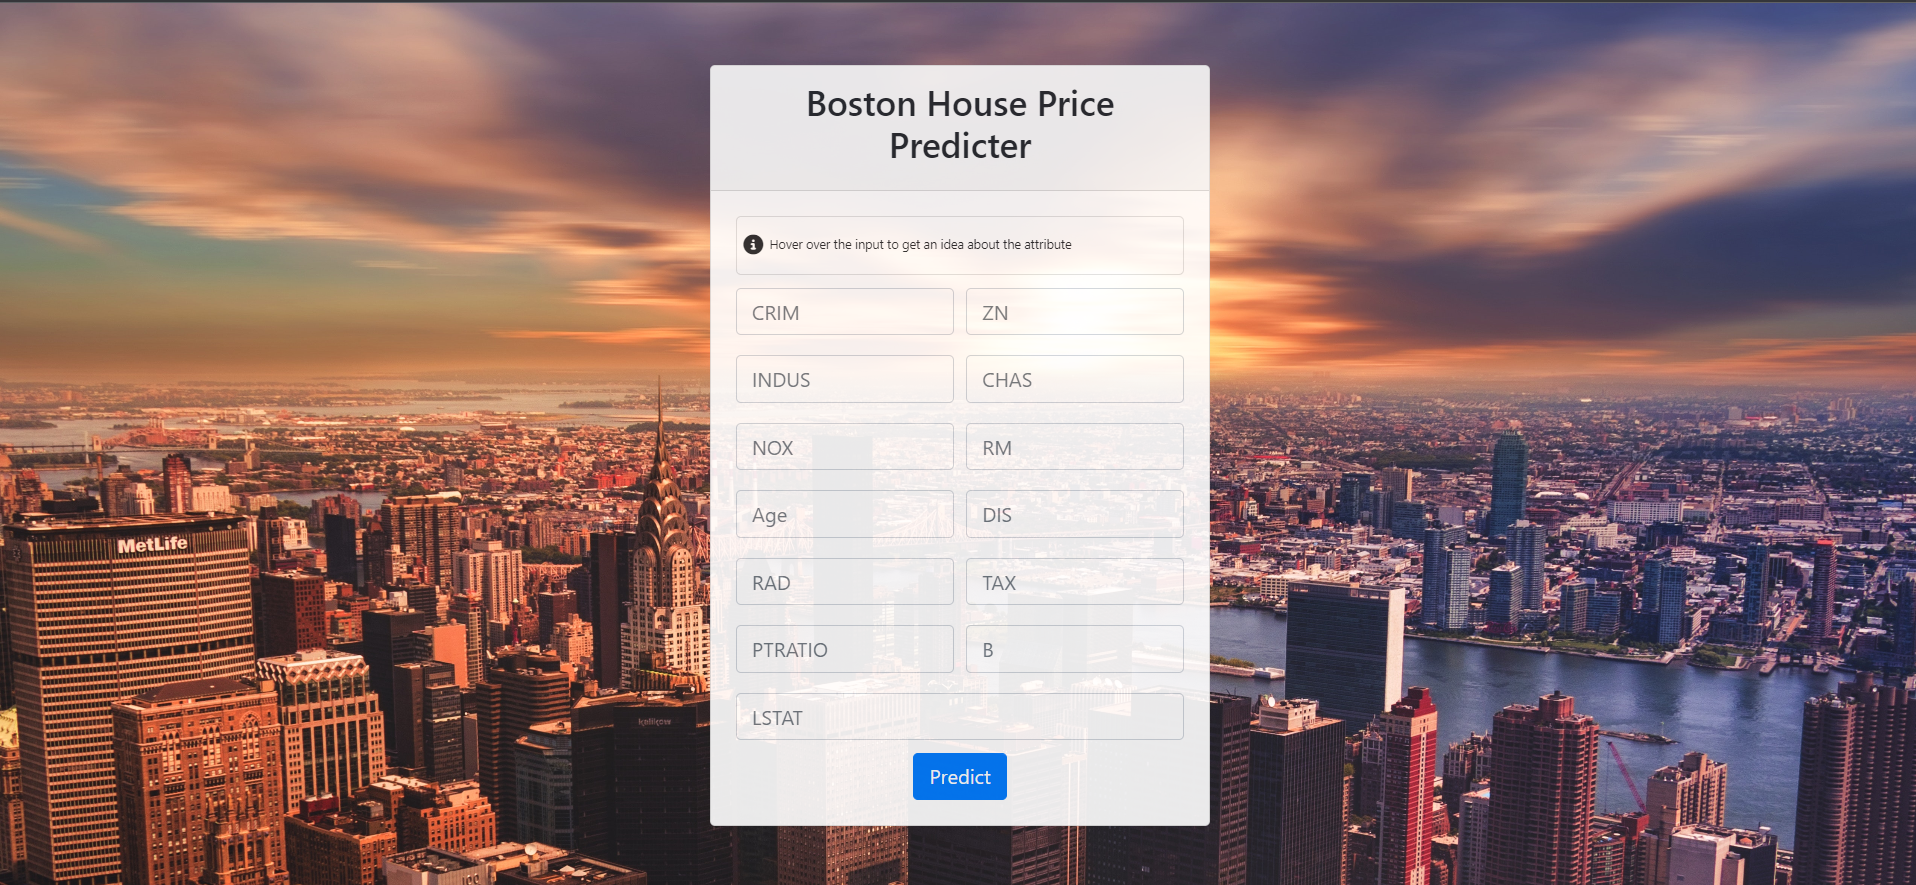 Boston House Price
Predicter
Hover over the input to get an idea about the attribute
CRIM
ZN
INDUS
CHAS
NOX
RM
Age
DIS
RAD
TAX
PTRATIO
B
LSTAT
Predict
MetLife